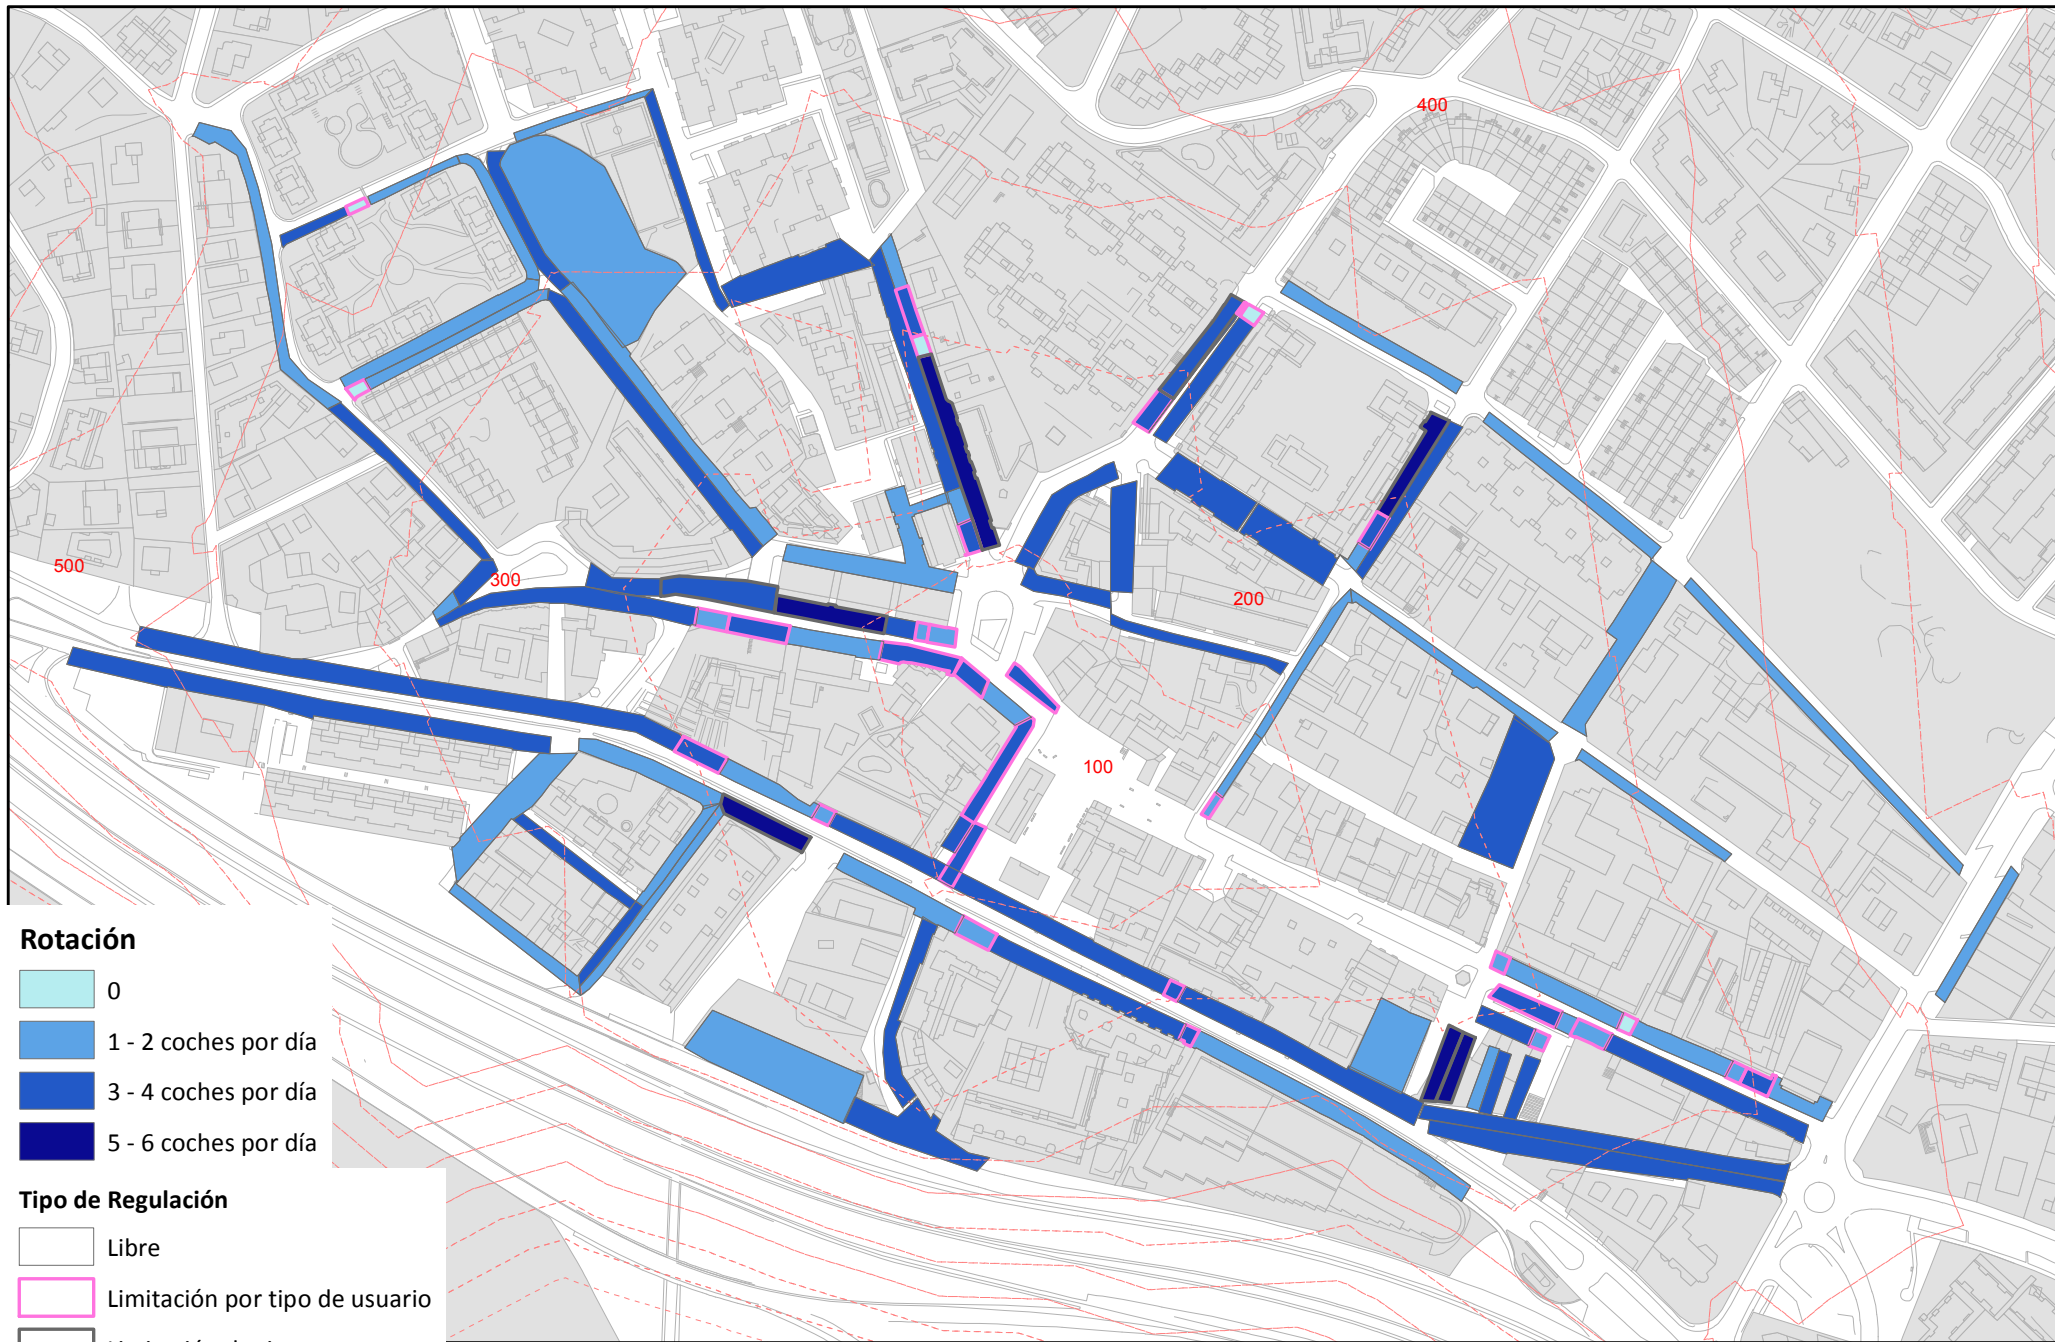 400
500
300
200
100
Rotación
0
1 - 2 coches por día
3 - 4 coches por día
5 - 6 coches por día
Tipo de Regulación
Libre
Limitación por tipo de usuario